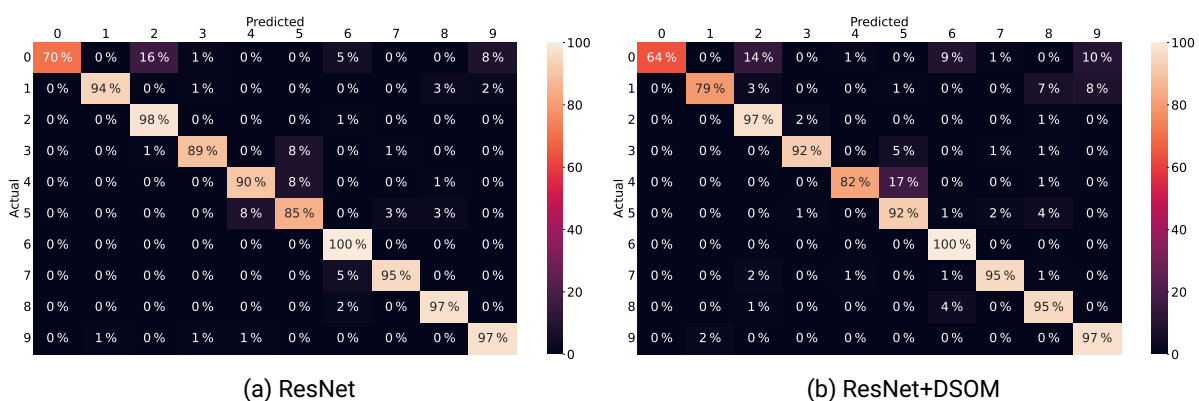 Predicted
0 1 2 3 4 5 6 7 8 9
Actual
0 70 % 0 % 16 % 1 % 0 % 0 % 5 % 0 % 0 % 8 %
1 0 % 94 % 0 % 1 % 0 % 0 % 0 % 0 % 3 % 2 %
2 0 % 0 % 98 % 0 % 0 % 0 % 1 % 0 % 0 % 0 %
3 0 % 0 % 1 % 89 % 0 % 8 % 0 % 1 % 0 % 0 %
4 0 % 0 % 0 % 0 % 90 % 8 % 0 % 0 % 1 % 0 %
5 0 % 0 % 0 % 0 % 8 % 85 % 0 % 3 % 3 % 0 %
6 0 % 0 % 0 % 0 % 0 % 0 % 100 % 0 % 0 % 0 %
7 0 % 0 % 0 % 0 % 0 % 0 % 5 % 95 % 0 % 0 %
8 0 % 0 % 0 % 0 % 0 % 0 % 2 % 0 % 97 % 0 %
9 0 % 1 % 0 % 1 % 1 % 0 % 0 % 0 % 0 % 97 %
100
80
60
40
20
0
(a) ResNet
Predicted
0 1 2 3 4 5 6 7 8 9
Actual
0 64 % 0 % 14 % 0 % 1 % 0 % 9 % 1 % 0 % 10 %
1 0 % 79 % 3 % 0 % 0 % 1 % 0 % 0 % 7 % 8 %
2 0 % 0 % 97 % 2 % 0 % 0 % 0 % 0 % 1 % 0 %
3 0 % 0 % 0 % 92 % 0 % 5 % 0 % 1 % 1 % 0 %
4 0 % 0 % 0 % 0 % 82 % 17 % 0 % 0 % 1 % 0 %
5 0 % 0 % 0 % 1 % 0 % 92 % 1 % 2 % 4 % 0 %
6 0 % 0 % 0 % 0 % 0 % 0 % 100 % 0 % 0 % 0 %
7 0 % 0 % 2 % 0 % 1 % 0 % 1 % 95 % 1 % 0 %
8 0 % 0 % 1 % 0 % 0 % 0 % 4 % 0 % 95 % 0 %
9 0 % 2 % 0 % 0 % 0 % 0 % 0 % 0 % 0 % 97 %
100
80
60
40
20
0
(b) ResNet+DSOM